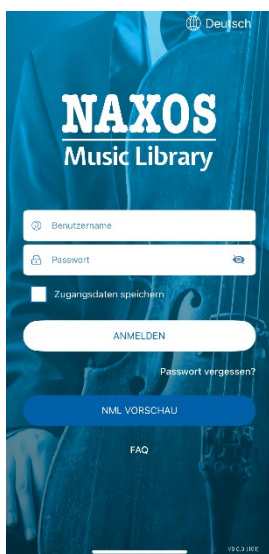 Deutsch
NAXOS
Music Library
Benutzername
Passwort
Zugangsdaten speichern
ANMELDEN
Passwort vergessen?
NML VORSCHAU
FAQ